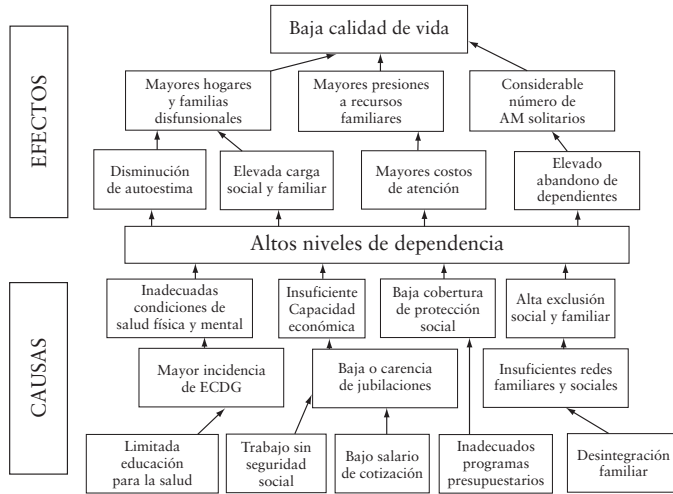 Baja calidad de vida
EFECTOS
Mayores hogares
y familias
disfunsionales
Mayores presiones
a recursos
familiares
Considerable
número de
AM solitarios
Disminución
de autoestima
Elevada carga
social y familiar
Mayores costos
de atención
Elevado
abandono de
dependientes
Altos niveles de dependencia
CAUSAS
Inadecuadas
condiciones de
salud física y mental
Insuficiente
Capacidad
económica
Baja cobertura
de protección
social
Alta exclusión
social y familiar
Mayor incidencia
de ECDG
Baja o carencia
de jubilaciones
Insuficientes redes
familiares y sociales
Limitada
educación
para la salud
Trabajo sin
seguridad
social
Bajo salario
de cotización
Inadecuados
programas
presupuestarios
Desintegración
familiar